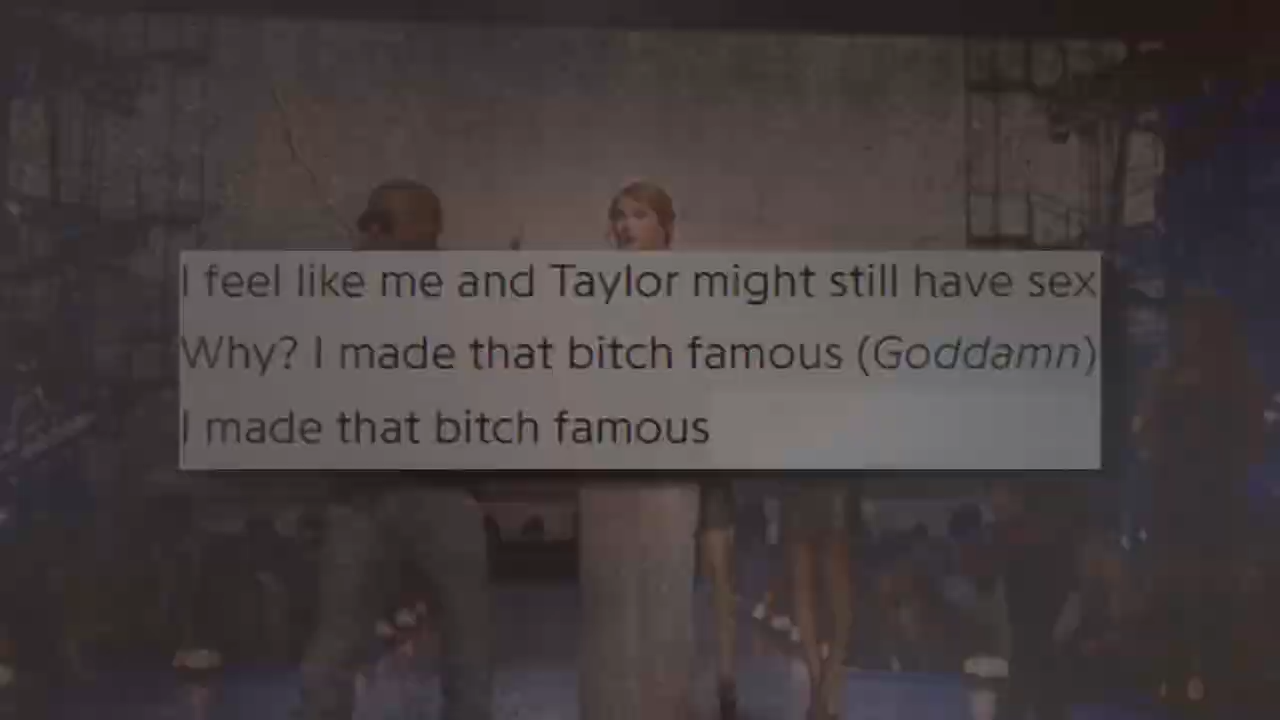 I feel like me and Taylor might still have sex
Why? I made that bitch famous (Goddamn)
I made that bitch famous